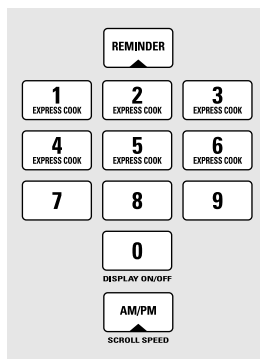 REMINDER
1 2 3
EXPRESS COOK EXPRESS COOK EXPRESS COOK
4 5 6
EXPRESS COOK EXPRESS COOK EXPRESS COOK
7 8 9
0
DISPLAY ON/OFF
AM/PM
SCROLL SPEED